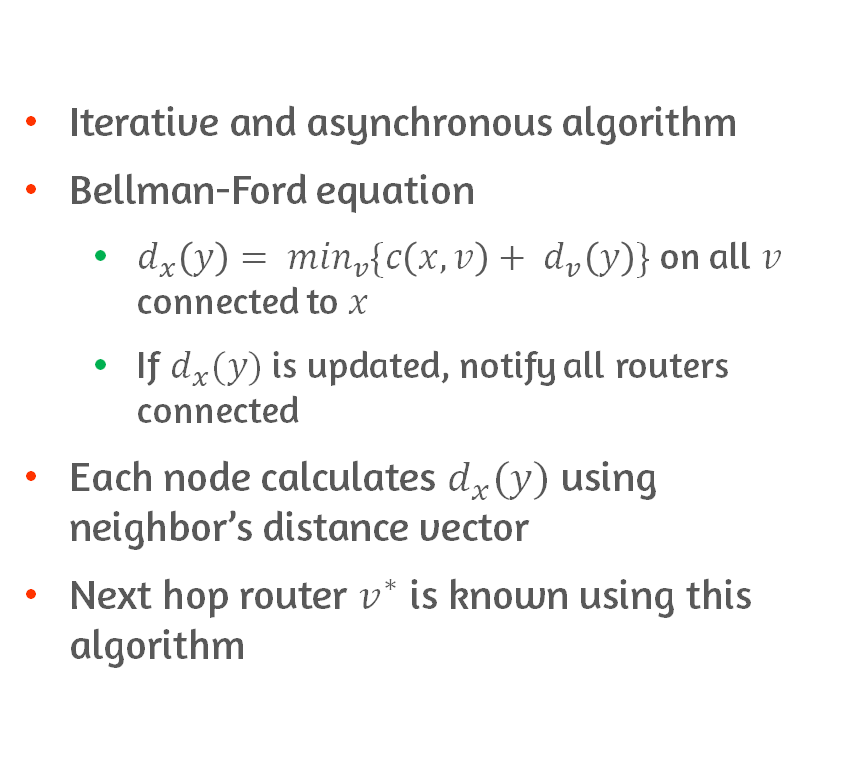 • Iterative and asynchronous algorithm
• Bellman-Ford equation
• $d_x(y) = min_v\{c(x, v) + d_v(y)\}$ on all $v$
connected to $x$
• If $d_x(y)$ is updated, notify all routers
connected
• Each node calculates $d_x(y)$ using
neighbor’s distance vector
• Next hop router $v^*$ is known using this
algorithm